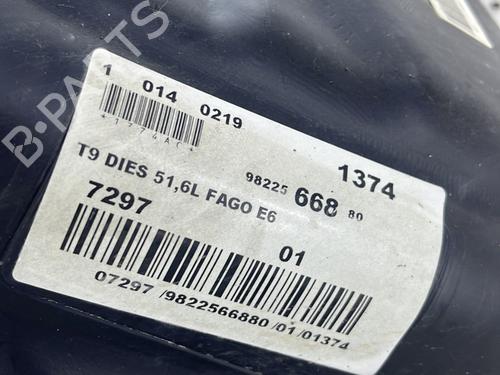 1 014 0219
*1374AC*
1374
98225 668 80
T9 DIES 51,6L FAGO E6
7297
01
07297 /9822566880 /01/01374
B-PARTS